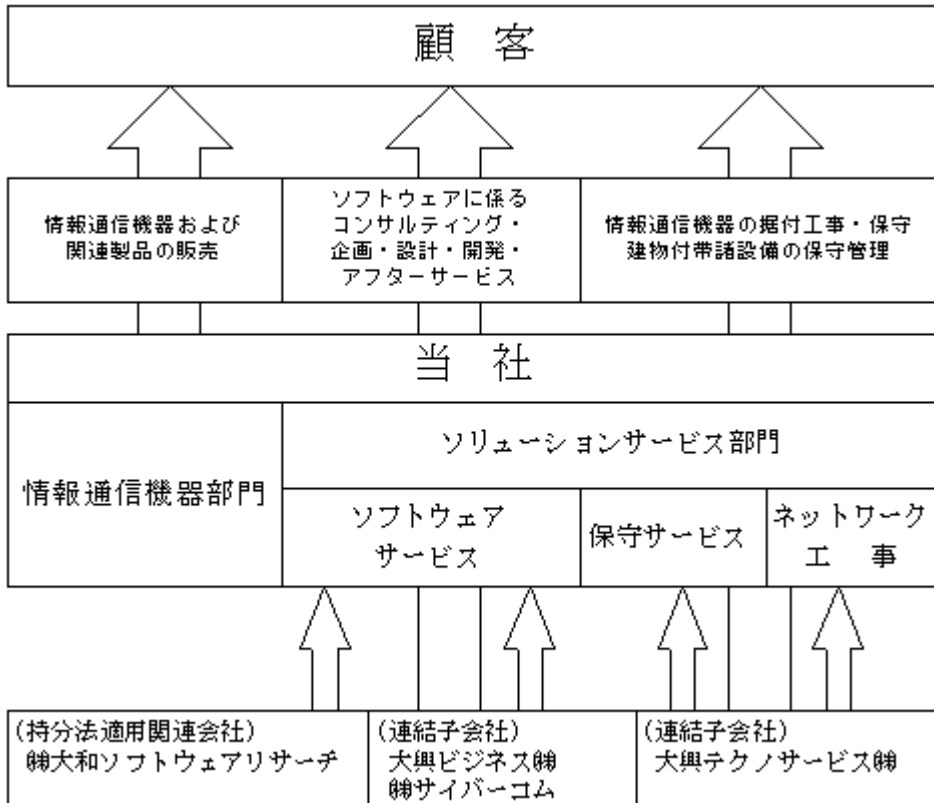 顧 客
情報通信機器および
関連製品の販売
ソフトウェアに係る
コンサルティング・
企画・設計・開発・
アフターサービス
情報通信機器の据付工事・保守
建物付帯諸設備の保守管理
当 社
情報通信機器部門
ソリューションサービス部門
ソフトウェア
サービス
保守サービス
ネットワーク
工 事
(持分法適用関連会社)
㈱大和ソフトウェアリサーチ
(連結子会社)
大興ビジネス㈱
㈱サイバーコム
(連結子会社)
大興テクノサービス㈱